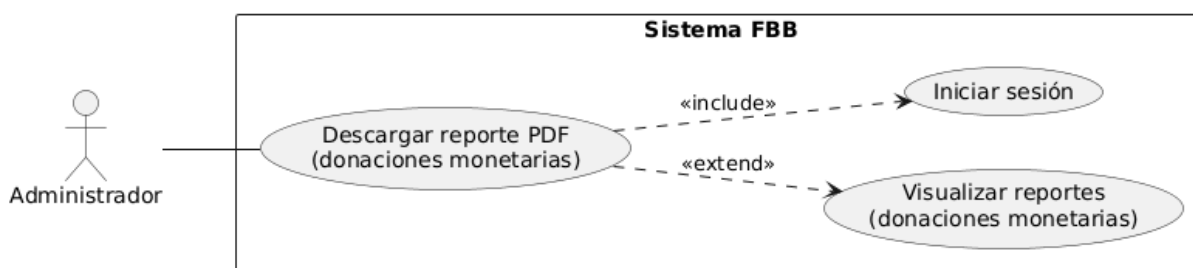 Sistema FBB
Iniciar sesión
«include»
Descargar reporte PDF
(donaciones monetarias)
«extend»
Administrador
Visualizar reportes
(donaciones monetarias)